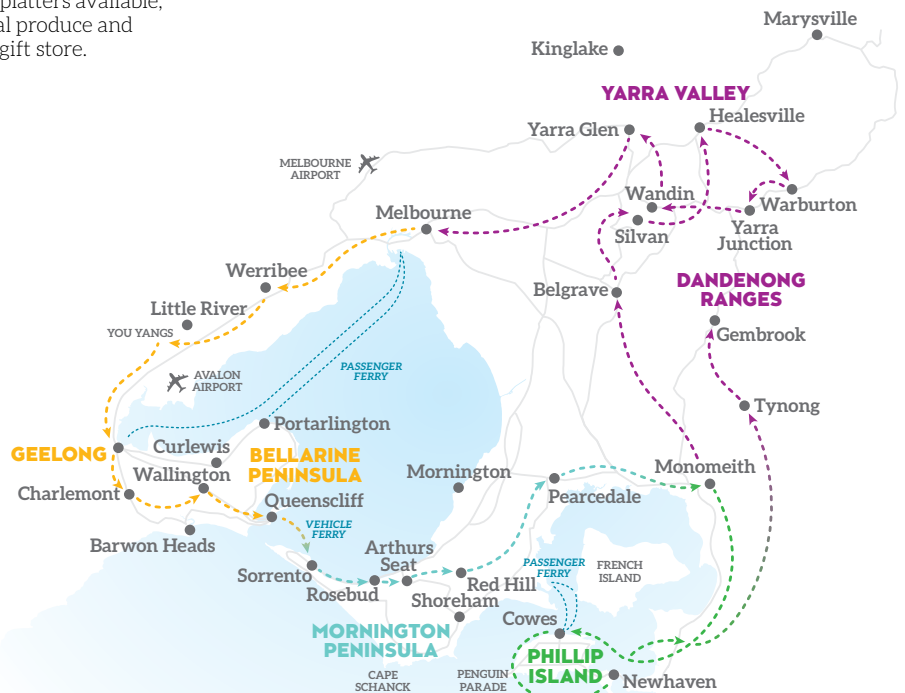 platters available,
al produce and
gift store.
Marysville
Kinglake
YARRA VALLEY
Healesville
Yarra Glen
MELBOURNE
AIRPORT
Wandin
Warburton
Melbourne
Silvan
Yarra
Junction
Werribee
DANDENONG
RANGES
Belgrave
Little River
YOU YANGS
Gembrook
PASSENGER
FERRY
AVALON
AIRPORT
Tynong
Portarlington
GEELONG
Curlewis
BELLARINE
PENINSULA
Wallington
Mornington
Monomeith
Charlemont
Queenscliff
Pearcedale
VEHICLE
FERRY
Barwon Heads
Arthurs
Seat
PASSENGER
FERRY
FRENCH
ISLAND
Sorrento
Rosebud
Red Hill
Shoreham
Cowes
MORNINGTON
PENINSULA
PHILLIP
ISLAND
CAPE
SCHANCK
PENGUIN
PARADE
Newhaven